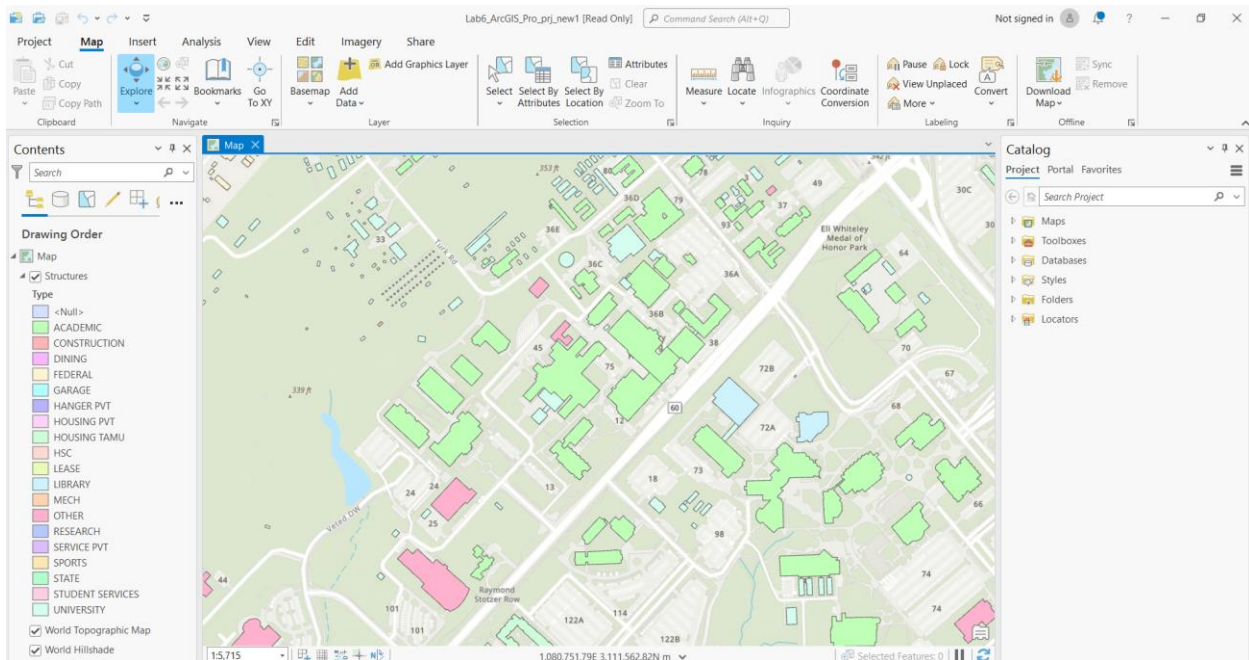 Lab6_ArcGIS_Pro_prj_new1 [Read Only]
Command Search (Alt+Q)
Not signed in
?
Project Map Insert Analysis View Edit Imagery Share
Paste
Cut
Copy
Copy Path
Clipboard
Explore
Bookmarks
Go To XY
Navigate
Basemap
Add Data
Add Graphics Layer
Layer
Select
Select By Attributes
Select By Location
Attributes
Clear
Zoom To
Selection
Measure
Locate
Infographics
Coordinate Conversion
Inquiry
Pause
Lock
View Unplaced
More
Convert
Labeling
Download Map
Sync
Remove
Offline
Contents
Search
Drawing Order
Map
Structures
Type
<Null>
ACADEMIC
CONSTRUCTION
DINING
FEDERAL
GARAGE
HANGER PVT
HOUSING PVT
HOUSING TAMU
HSC
LEASE
LIBRARY
MECH
OTHER
RESEARCH
SERVICE PVT
SPORTS
STATE
STUDENT SERVICES
UNIVERSITY
World Topographic Map
World Hillshade
Map
353 ft
80
78
342 ft
49
30C
36D
79
37
30
33
36E
93
Eli Whiteley
Medal of
Honor Park
64
Turk Rd
36C
36A
36B
45
38
70
75
72B
67
339 ft
12
60
72A
68
73
24
24
13
18
66
25
Vated DW
98
44
74
Raymond
Stotzer Row
101
114
74
101
122A
122B
1:5,715
1,080,751.79E 3,111,562.82N m
Selected Features: 0
Catalog
Project Portal Favorites
Search Project
Maps
Toolboxes
Databases
Styles
Folders
Locators